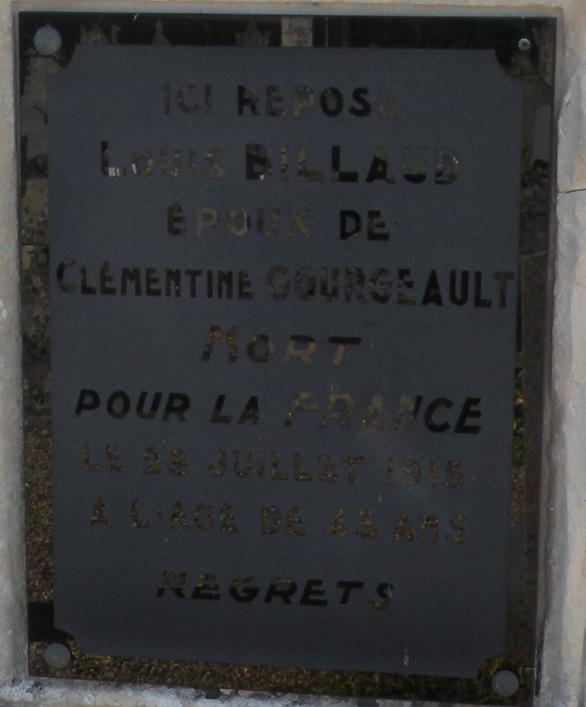 ICI REPOSE
LOUIS BILLAUD
ÉPOUX DE
CLÉMENTINE GOURGEAULT
MORT
POUR LA FRANCE
LE 28 JUILLET 1915
A L'AGE DE 45 ANS
REGRETS